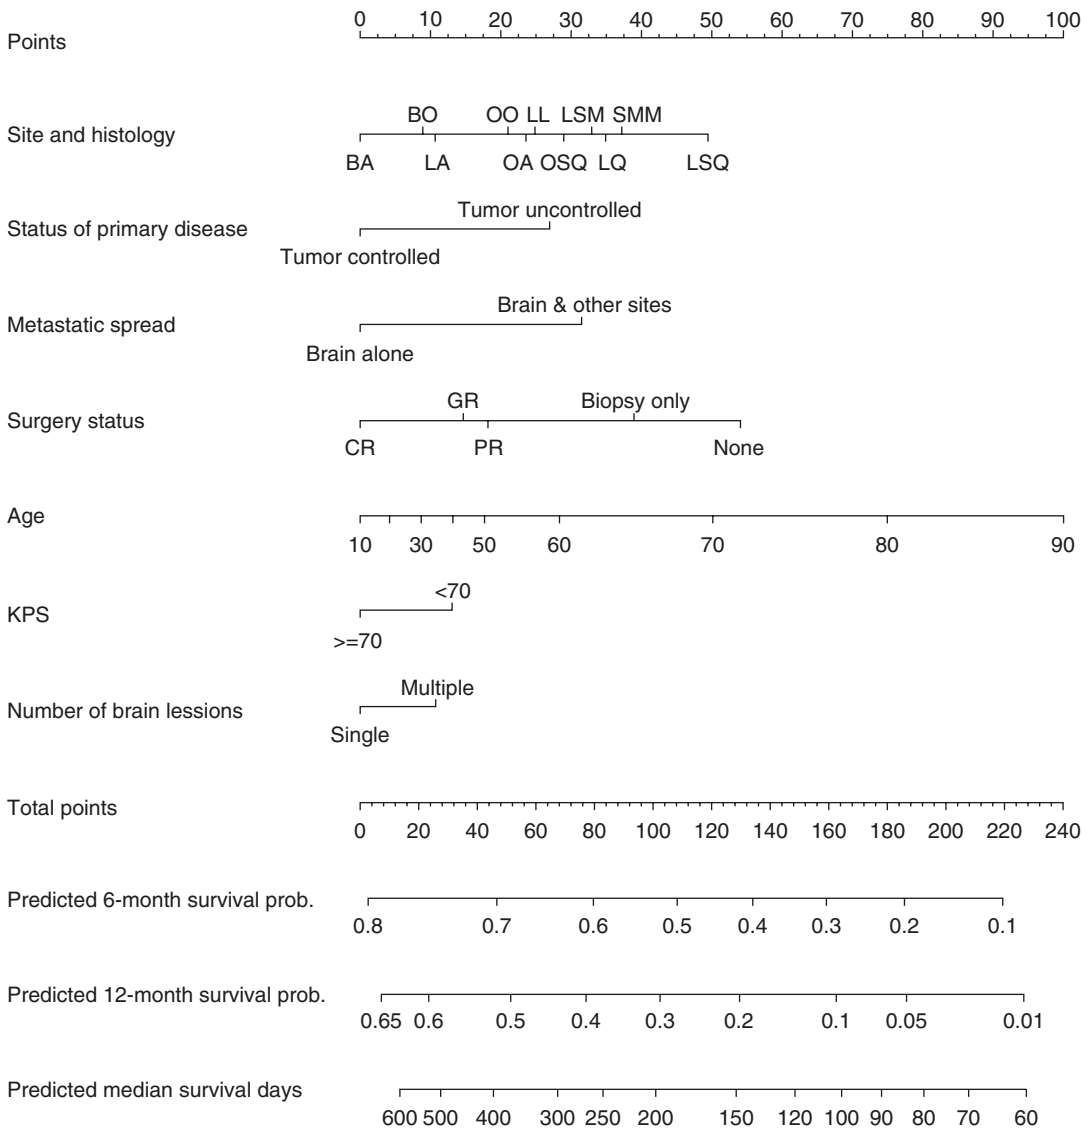 0 10 20 30 40 50 60 70 80 90 100
Points
BO OO LL LSM SMM
Site and histology
BA LA OA OSQ LQ LSQ
Tumor uncontrolled
Status of primary disease
Tumor controlled
Brain & other sites
Metastatic spread
Brain alone
GR Biopsy only
Surgery status
CR PR None
Age
10 30 50 60 70 80 90
<70
KPS
>=70
Multiple
Number of brain lessions
Single
Total points
0 20 40 60 80 100 120 140 160 180 200 220 240
Predicted 6-month survival prob.
0.8 0.7 0.6 0.5 0.4 0.3 0.2 0.1
Predicted 12-month survival prob.
0.65 0.6 0.5 0.4 0.3 0.2 0.1 0.05 0.01
Predicted median survival days
600 500 400 300 250 200 150 120 100 90 80 70 60